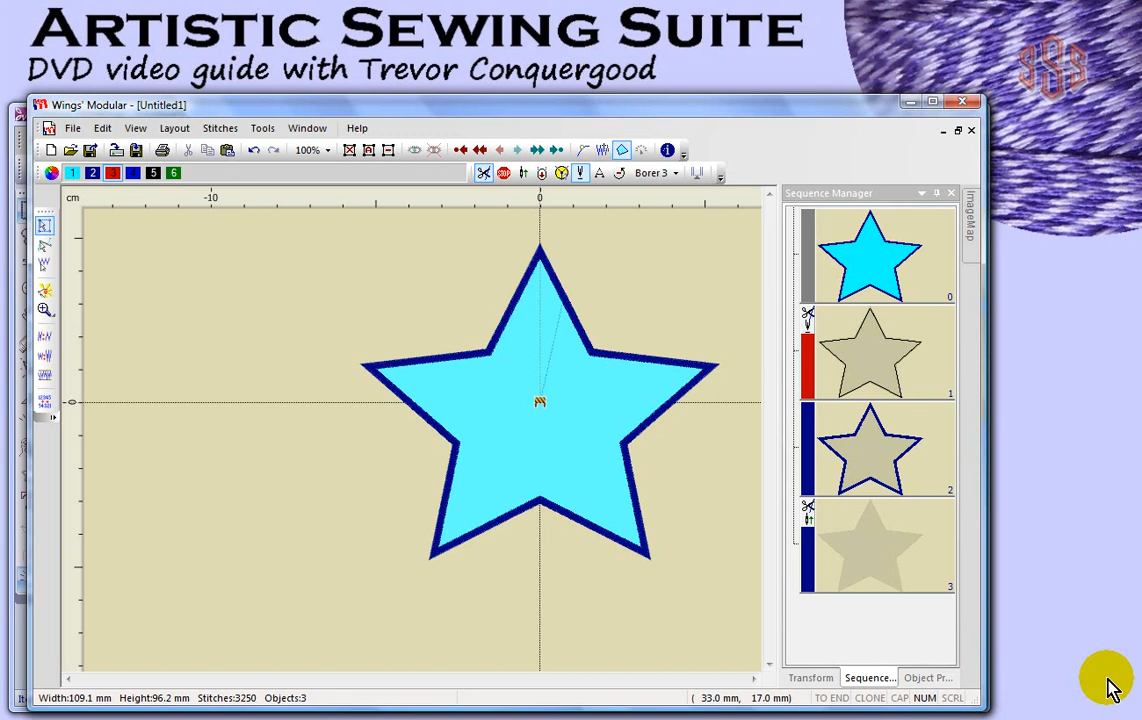 ARTISTIC SEWING SUITE
DVD video guide with Trevor Conquergood
SSS
Wings' Modular - [Untitled1]
File Edit View Layout Stitches Tools Window Help
100%
1 2 3 4 5 6 Borer 3
cm -10 0
Sequence Manager
ImageMap
0
0
1
2
3
Transform Sequence... Object Pr...
Width:109.1 mm Height:96.2 mm Stitches:3250 Objects:3 ( 33.0 mm, 17.0 mm) TO END CLONE CAP NUM SCRL